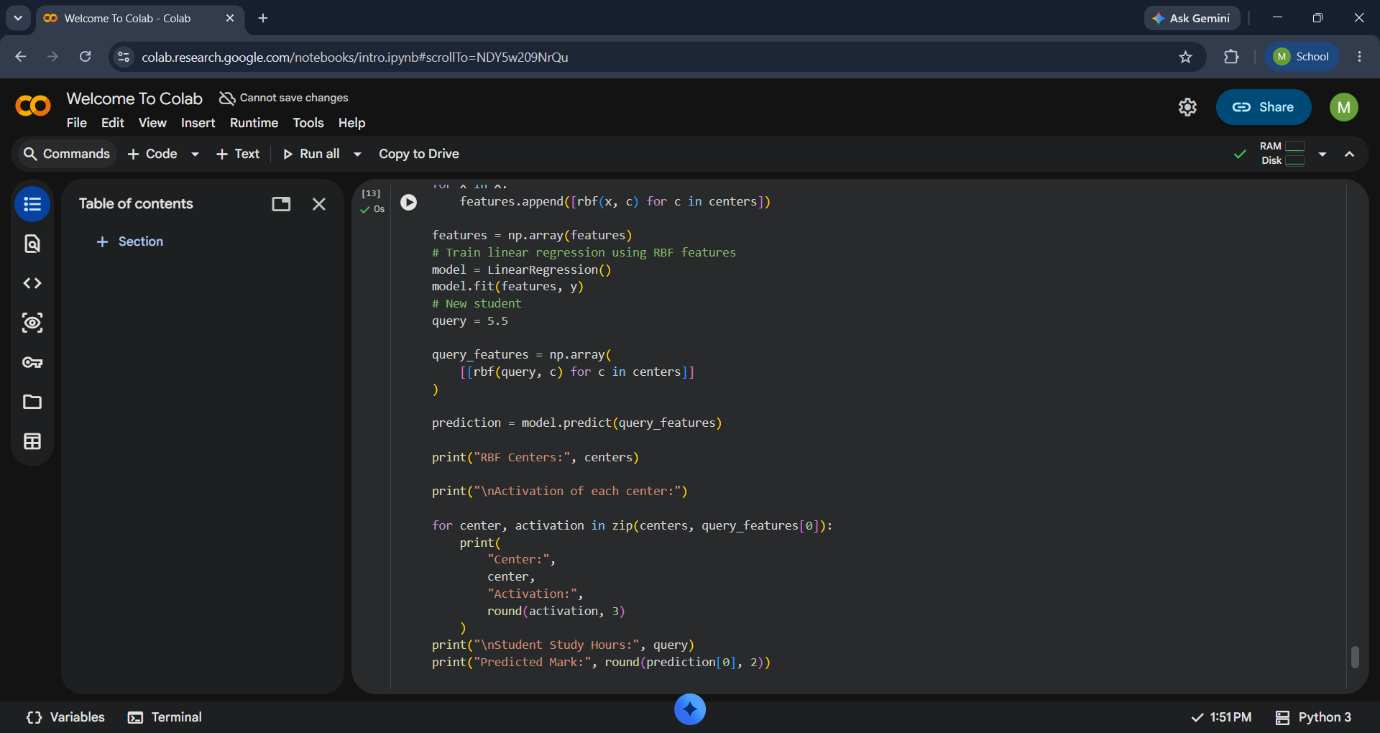 Welcome To Colab - Colab
Ask Gemini
colab.research.google.com/notebooks/intro.ipynb#scrollTo=NDY5w209NrQu
M School
Welcome To Colab Cannot save changes
File Edit View Insert Runtime Tools Help
Share
M
Commands + Code + Text Run all Copy to Drive
RAM
Disk
Table of contents
+ Section
[13]
0s
for x in X:
features.append([rbf(x, c) for c in centers])
features = np.array(features)
# Train linear regression using RBF features
model = LinearRegression()
model.fit(features, y)
# New student
query = 5.5
query_features = np.array(
[[rbf(query, c) for c in centers]]
)
prediction = model.predict(query_features)
print("RBF Centers:", centers)
print("\nActivation of each center:")
for center, activation in zip(centers, query_features[0]):
print(
"Center:",
center,
"Activation:",
round(activation, 3)
)
print("\nStudent Study Hours:", query)
print("Predicted Mark:", round(prediction[0], 2))
Variables Terminal
1:51 PM Python 3